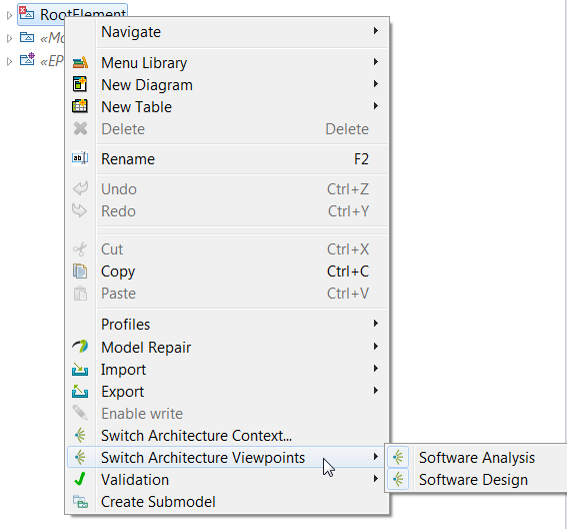 RootElement
Navigate
«Mo
«EP
Menu Library
New Diagram
New Table
Delete Delete
Rename F2
Undo Ctrl+Z
Redo Ctrl+Y
Cut Ctrl+X
Copy Ctrl+C
Paste Ctrl+V
Profiles
Model Repair
Import
Export
Enable write
Switch Architecture Context...
Switch Architecture Viewpoints
Software Analysis
Validation
Software Design
Create Submodel